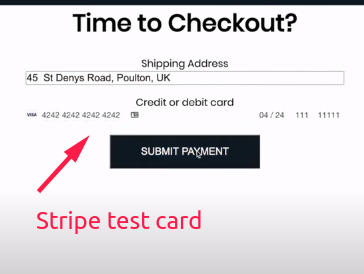 Time to Checkout?
Shipping Address
45 St Denys Road, Poulton, UK
Credit or debit card
VISA 4242 4242 4242 4242 04 / 24 111 11111
SUBMIT PAYMENT
Stripe test card